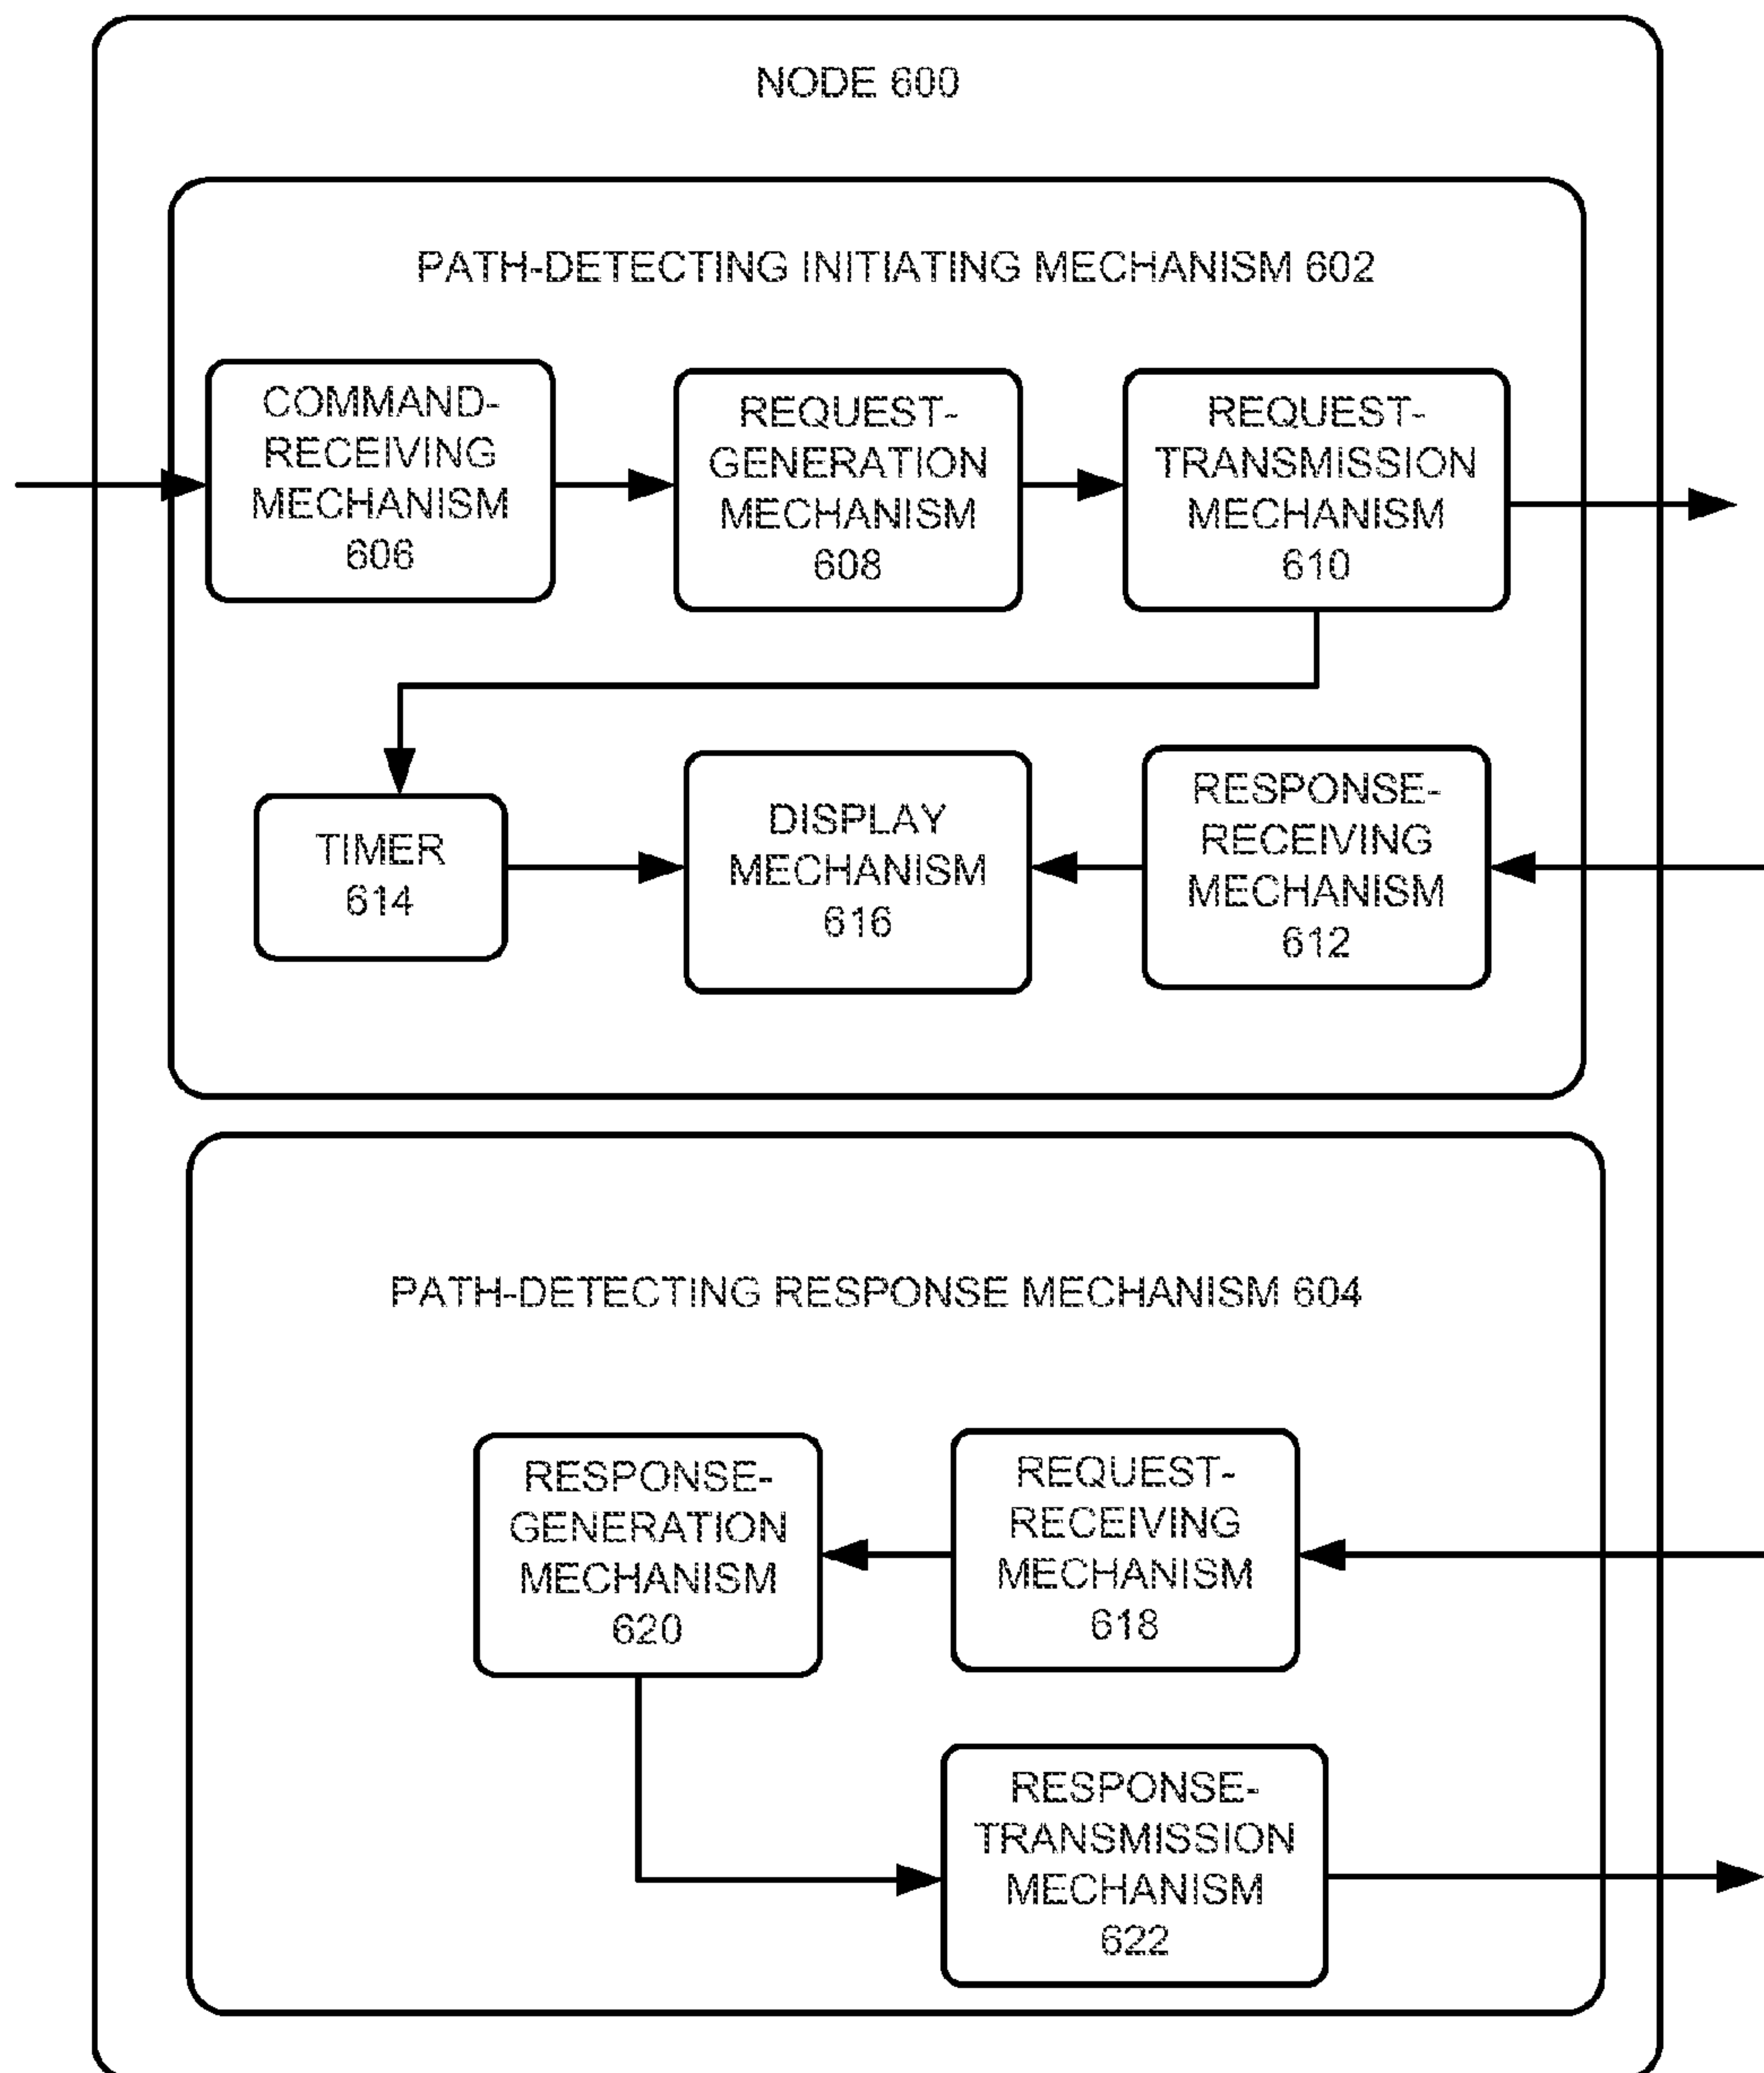 NODE 600
PATH-DETECTING INITIATING MECHANISM 602
COMMAND-
RECEIVING
MECHANISM
606
REQUEST-
GENERATION
MECHANISM
608
REQUEST-
TRANSMISSION
MECHANISM
610
TIMER
614
DISPLAY
MECHANISM
616
RESPONSE-
RECEIVING
MECHANISM
612
PATH-DETECTING RESPONSE MECHANISM 604
RESPONSE-
GENERATION
MECHANISM
620
REQUEST-
RECEIVING
MECHANISM
618
RESPONSE-
TRANSMISSION
MECHANISM
622